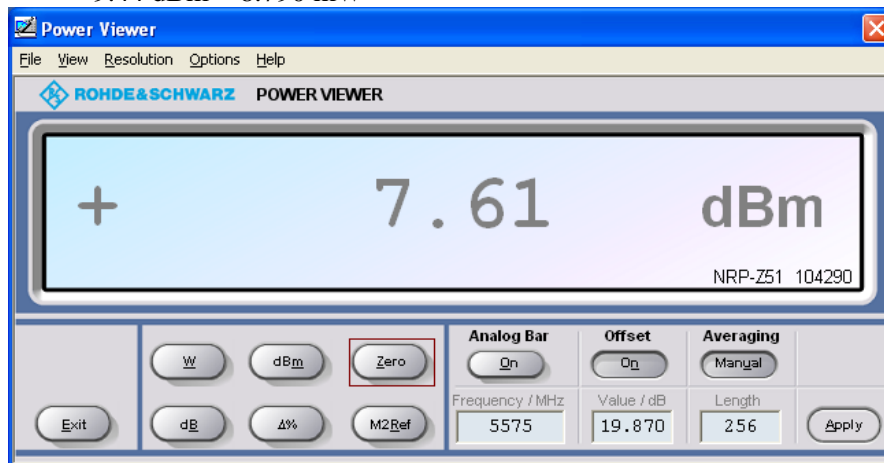 Power Viewer
File View Resolution Options Help
ROHDE&SCHWARZ POWER VIEWER
+ 7.61 dBm
NRP-Z51 104290
Analog Bar Offset Averaging
W dBm Zero On On Manual
Frequency / MHz Value / dB Length
Exit dB Δ% M2Ref 5575 19.870 256 Apply